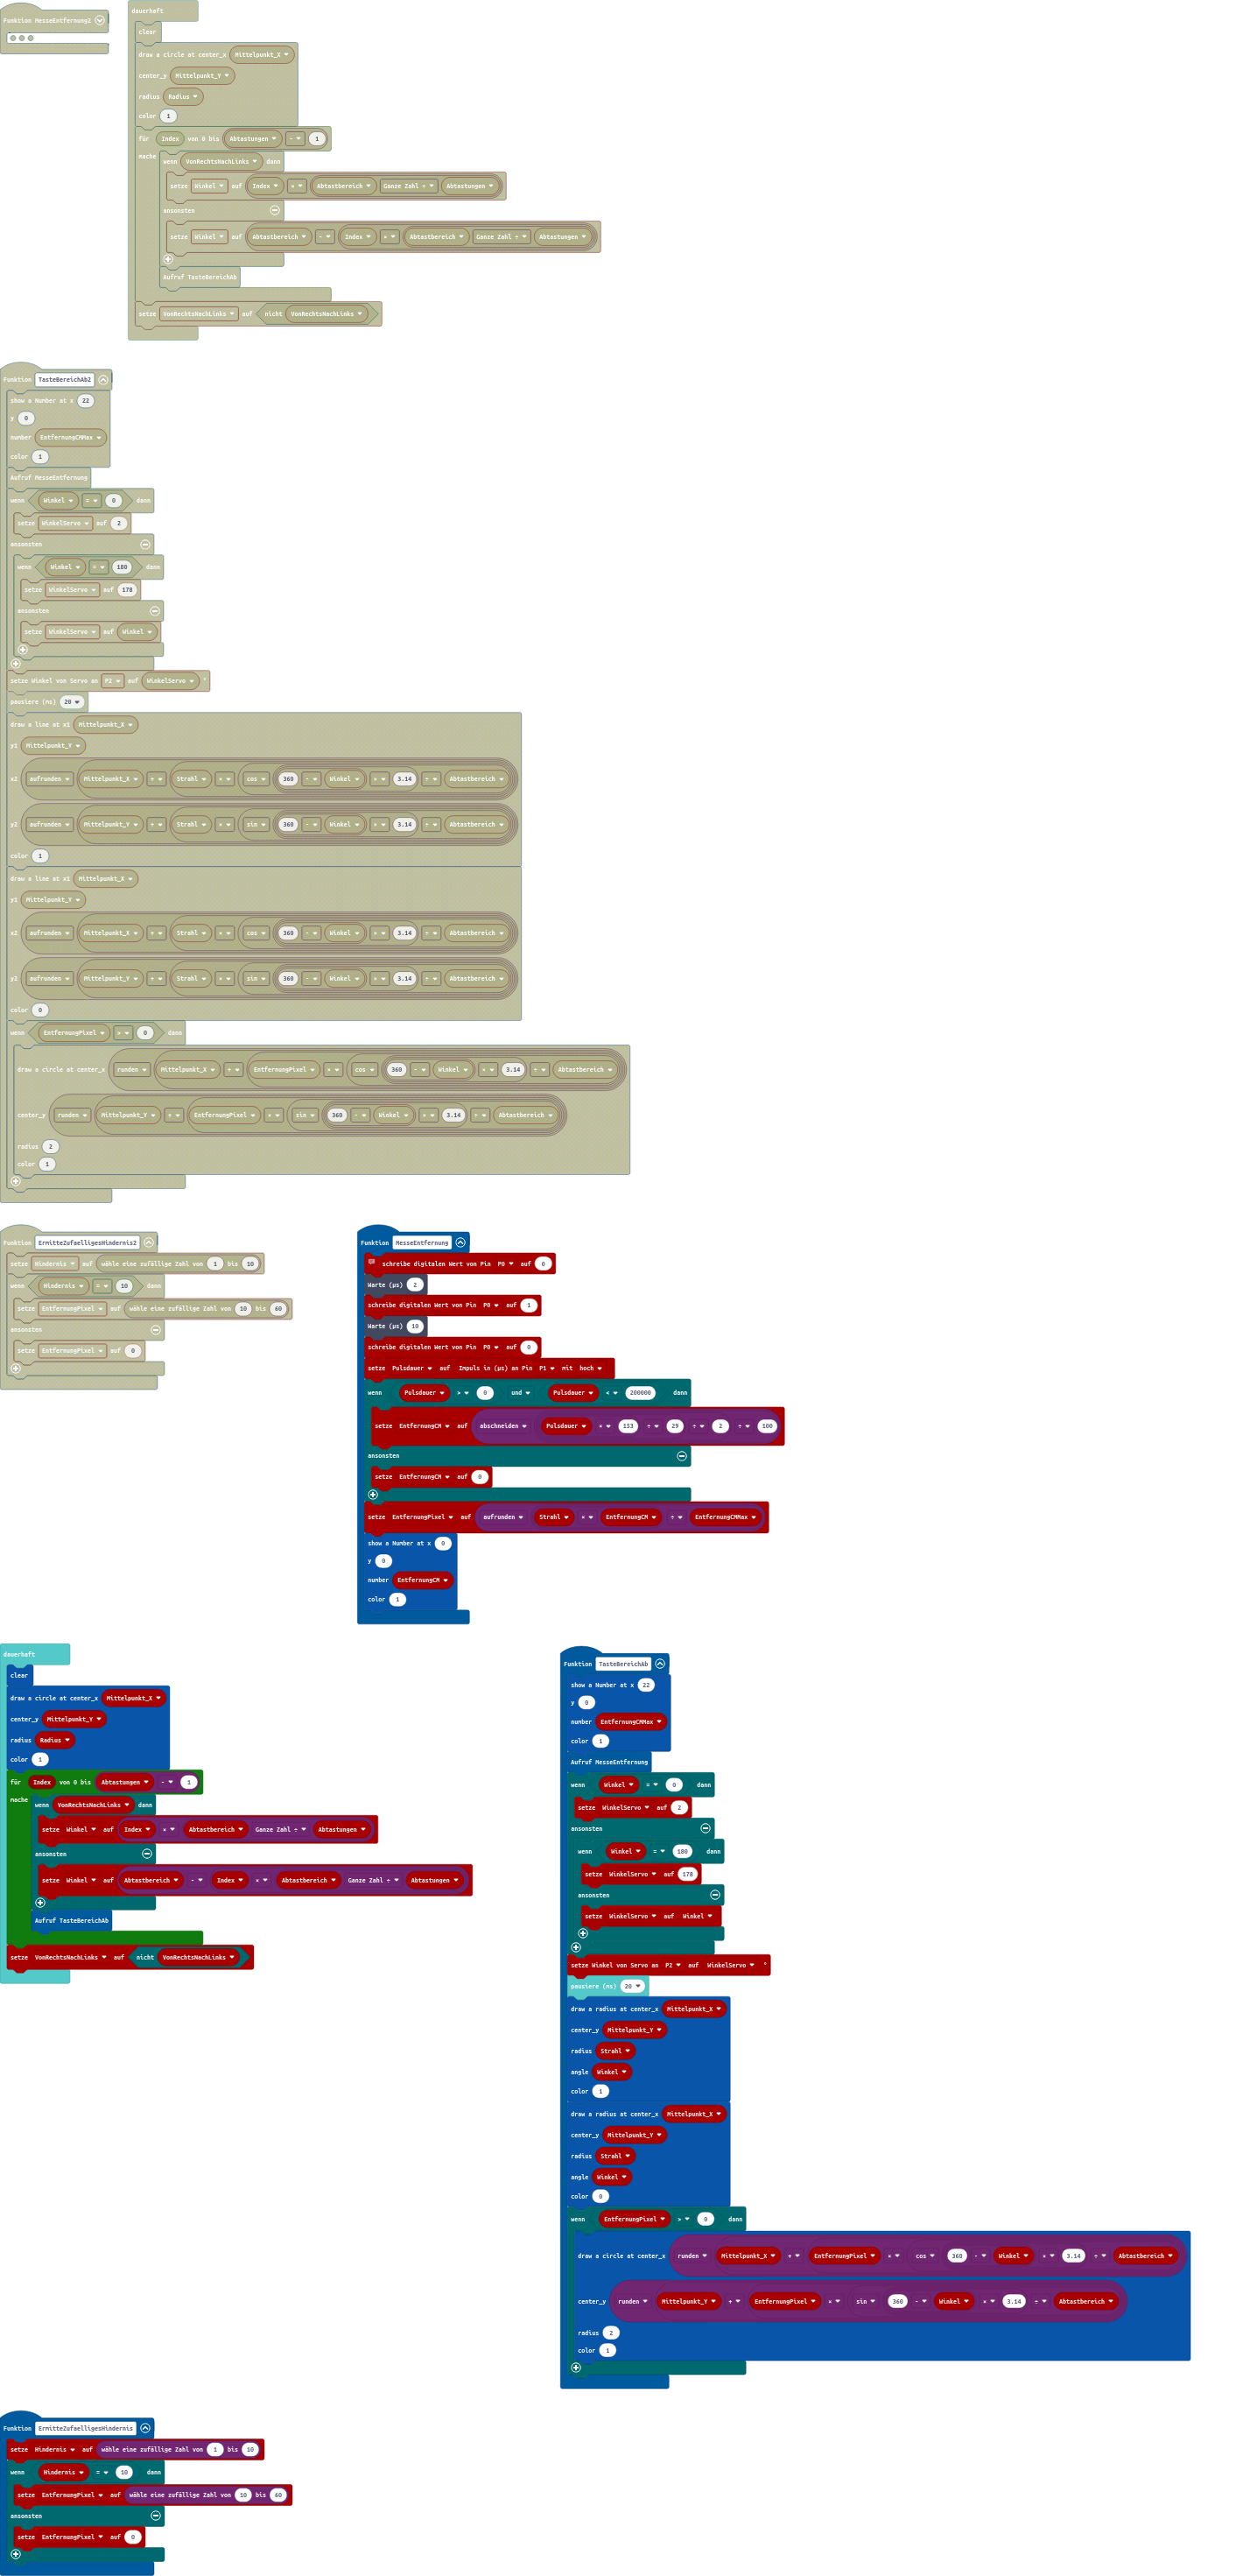 Funktion MesseEntfernung2
dauerhaft
clear
draw a circle at center_x Mittelpunkt_X
center_y Mittelpunkt_Y
radius Radius
color 1
für Index von 0 bis Abtastungen - 1
mache
wenn VonRechtsNachLinks dann
setze Winkel auf Index × Abtastbereich Ganze Zahl ÷ Abtastungen
ansonsten
setze Winkel auf Abtastbereich - Index × Abtastbereich Ganze Zahl ÷ Abtastungen
Aufruf TasteBereichAb
setze VonRechtsNachLinks auf nicht VonRechtsNachLinks
Funktion TasteBereichAb2
show a Number at x 22
y 0
number EntfernungCMMax
color 1
Aufruf MesseEntfernung
wenn Winkel = 0 dann
setze WinkelServo auf 2
ansonsten
wenn Winkel = 180 dann
setze WinkelServo auf 178
ansonsten
setze WinkelServo auf Winkel
setze Winkel von Servo an P2 auf WinkelServo °
pausiere (ms) 20
draw a line at x1 Mittelpunkt_X
y1 Mittelpunkt_Y
x2 aufrunden Mittelpunkt_X + Strahl × cos 360 - Winkel × 3.14 ÷ Abtastbereich
y2 aufrunden Mittelpunkt_Y + Strahl × sin 360 - Winkel × 3.14 ÷ Abtastbereich
color 1
draw a line at x1 Mittelpunkt_X
y1 Mittelpunkt_Y
x2 aufrunden Mittelpunkt_X + Strahl × cos 360 - Winkel × 3.14 ÷ Abtastbereich
y2 aufrunden Mittelpunkt_Y + Strahl × sin 360 - Winkel × 3.14 ÷ Abtastbereich
color 0
wenn EntfernungPixel > 0 dann
draw a circle at center_x runden Mittelpunkt_X + EntfernungPixel × cos 360 - Winkel × 3.14 ÷ Abtastbereich
center_y runden Mittelpunkt_Y + EntfernungPixel × sin 360 - Winkel × 3.14 ÷ Abtastbereich
radius 2
color 1
Funktion ErmitteZufaelligesHindernis2
setze Hindernis auf wähle eine zufällige Zahl von 1 bis 10
wenn Hindernis = 10 dann
setze EntfernungPixel auf wähle eine zufällige Zahl von 10 bis 60
ansonsten
setze EntfernungPixel auf 0
Funktion MesseEntfernung
schreibe digitalen Wert von Pin P0 auf 0
Warte (µs) 2
schreibe digitalen Wert von Pin P0 auf 1
Warte (µs) 10
schreibe digitalen Wert von Pin P0 auf 0
setze Pulsdauer auf Impuls in (µs) an Pin P1 mit hoch
wenn Pulsdauer > 0 und Pulsdauer < 200000 dann
setze EntfernungCM auf abschneiden Pulsdauer × 153 ÷ 29 ÷ 2 ÷ 100
ansonsten
setze EntfernungCM auf 0
setze EntfernungPixel auf aufrunden Strahl × EntfernungCM ÷ EntfernungCMMax
show a Number at x 0
y 0
number EntfernungCM
color 1
dauerhaft
clear
draw a circle at center_x Mittelpunkt_X
center_y Mittelpunkt_Y
radius Radius
color 1
für Index von 0 bis Abtastungen - 1
mache
wenn VonRechtsNachLinks dann
setze Winkel auf Index × Abtastbereich Ganze Zahl ÷ Abtastungen
ansonsten
setze Winkel auf Abtastbereich - Index × Abtastbereich Ganze Zahl ÷ Abtastungen
Aufruf TasteBereichAb
setze VonRechtsNachLinks auf nicht VonRechtsNachLinks
Funktion TasteBereichAb
show a Number at x 22
y 0
number EntfernungCMMax
color 1
Aufruf MesseEntfernung
wenn Winkel = 0 dann
setze WinkelServo auf 2
ansonsten
wenn Winkel = 180 dann
setze WinkelServo auf 178
ansonsten
setze WinkelServo auf Winkel
setze Winkel von Servo an P2 auf WinkelServo °
pausiere (ms) 20
draw a radius at center_x Mittelpunkt_X
center_y Mittelpunkt_Y
radius Strahl
angle Winkel
color 1
draw a radius at center_x Mittelpunkt_X
center_y Mittelpunkt_Y
radius Strahl
angle Winkel
color 0
wenn EntfernungPixel > 0 dann
draw a circle at center_x runden Mittelpunkt_X + EntfernungPixel × cos 360 - Winkel × 3.14 ÷ Abtastbereich
center_y runden Mittelpunkt_Y + EntfernungPixel × sin 360 - Winkel × 3.14 ÷ Abtastbereich
radius 2
color 1
Funktion ErmitteZufaelligesHindernis
setze Hindernis auf wähle eine zufällige Zahl von 1 bis 10
wenn Hindernis = 10 dann
setze EntfernungPixel auf wähle eine zufällige Zahl von 10 bis 60
ansonsten
setze EntfernungPixel auf 0